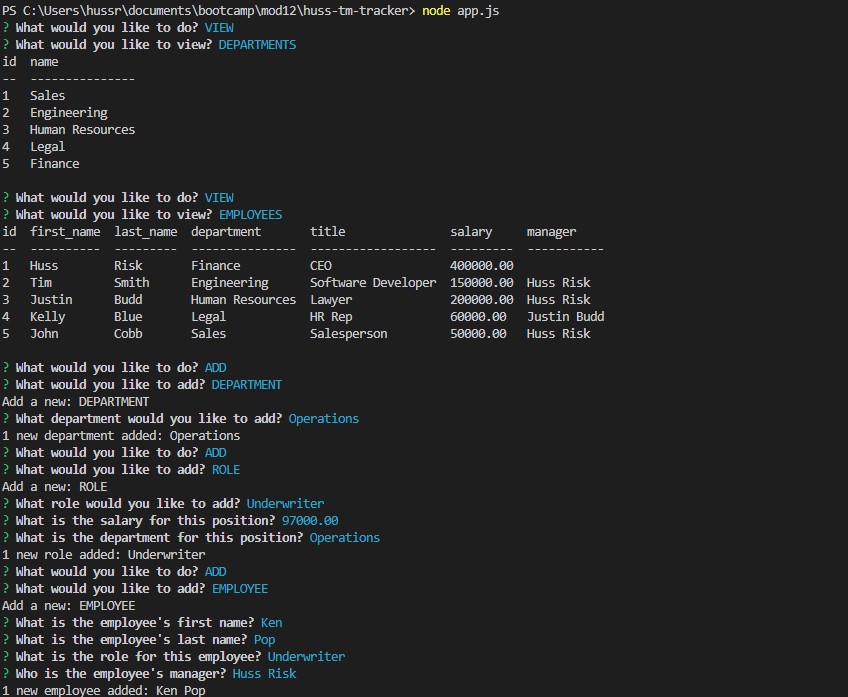 PS C:\Users\hussr\documents\bootcamp\mod12\huss-tm-tracker> node app.js
? What would you like to do? VIEW
? What would you like to view? DEPARTMENTS
id  name
--  ---------------
1   Sales
2   Engineering
3   Human Resources
4   Legal
5   Finance
? What would you like to do? VIEW
? What would you like to view? EMPLOYEES
id  first_name  last_name  department       title               salary     manager
--  ----------  ---------  ---------------  ------------------  ---------  -----------
1   Huss        Risk       Finance          CEO                 400000.00
2   Tim         Smith      Engineering      Software Developer  150000.00  Huss Risk
3   Justin      Budd       Human Resources  Lawyer              200000.00  Huss Risk
4   Kelly       Blue       Legal            HR Rep              60000.00   Justin Budd
5   John        Cobb       Sales            Salesperson         50000.00   Huss Risk
? What would you like to do? ADD
? What would you like to add? DEPARTMENT
Add a new: DEPARTMENT
? What department would you like to add? Operations
1 new department added: Operations
? What would you like to do? ADD
? What would you like to add? ROLE
Add a new: ROLE
? What role would you like to add? Underwriter
? What is the salary for this position? 97000.00
? What is the department for this position? Operations
1 new role added: Underwriter
? What would you like to do? ADD
? What would you like to add? EMPLOYEE
Add a new: EMPLOYEE
? What is the employee's first name? Ken
? What is the employee's last name? Pop
? What is the role for this employee? Underwriter
? Who is the employee's manager? Huss Risk
1 new employee added: Ken Pop